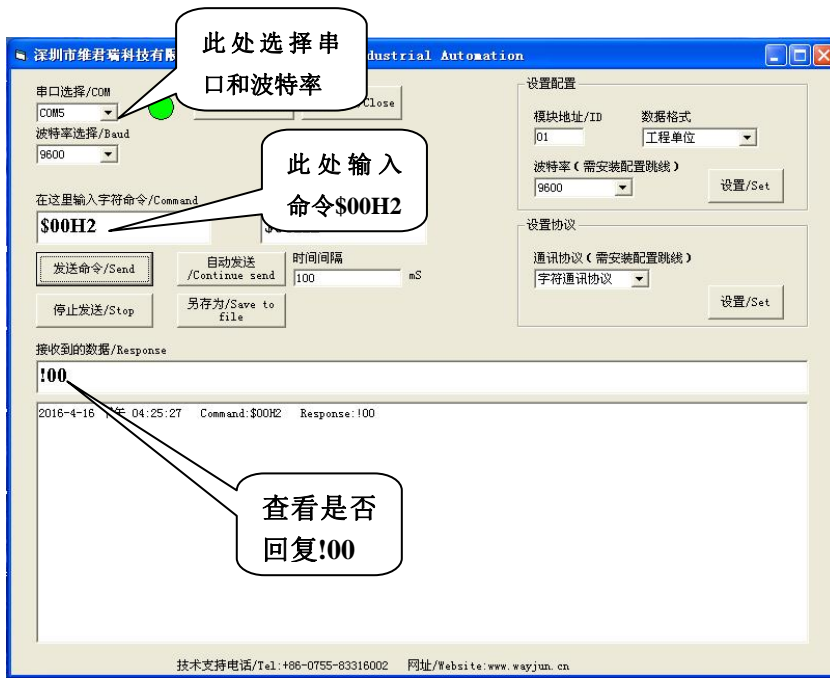 深圳市维君瑞科技有限
dustrial Automation
此处选择串
口和波特率
串口选择/COM
COM5
Close
波特率选择/Baud
9600
此处输入
命令$00H2
在这里输入字符命令/Command
$00H2
发送命令/Send
自动发送
/Continue send
时间间隔
100
mS
停止发送/Stop
另存为/Save to
file
设置配置
模块地址/ID
数据格式
01
工程单位
波特率(需安装配置跳线)
9600
设置/Set
设置协议
通讯协议(需安装配置跳线)
字符通讯协议
设置/Set
接收到的数据/Response
!00
2016-4-16 午 04:25:27 Command:$00H2 Response:!00
查看是否
回复!00
技术支持电话/Tel:+86-0755-83316002 网址/Website:www.wayjun.cn